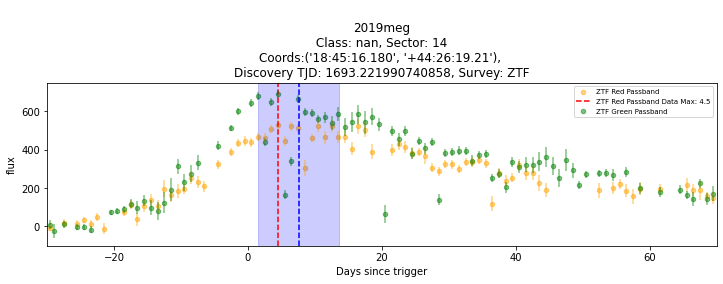 2019meg
Class: nan, Sector: 14
Coords:('18:45:16.180', '+44:26:19.21'),
Discovery TJD: 1693.221990740858, Survey: ZTF
ZTF Red Passband
ZTF Red Passband Data Max: 4.5
ZTF Green Passband
flux
600
400
200
0
−20
0
20
40
60
Days since trigger